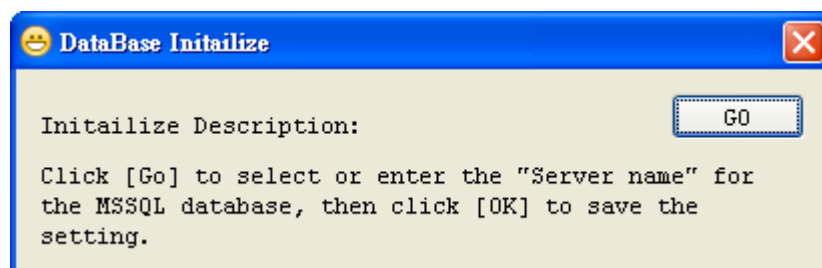 DataBase Initailize
Initailize Description:
GO
Click [Go] to select or enter the "Server name" for
the MSSQL database, then click [OK] to save the
setting.